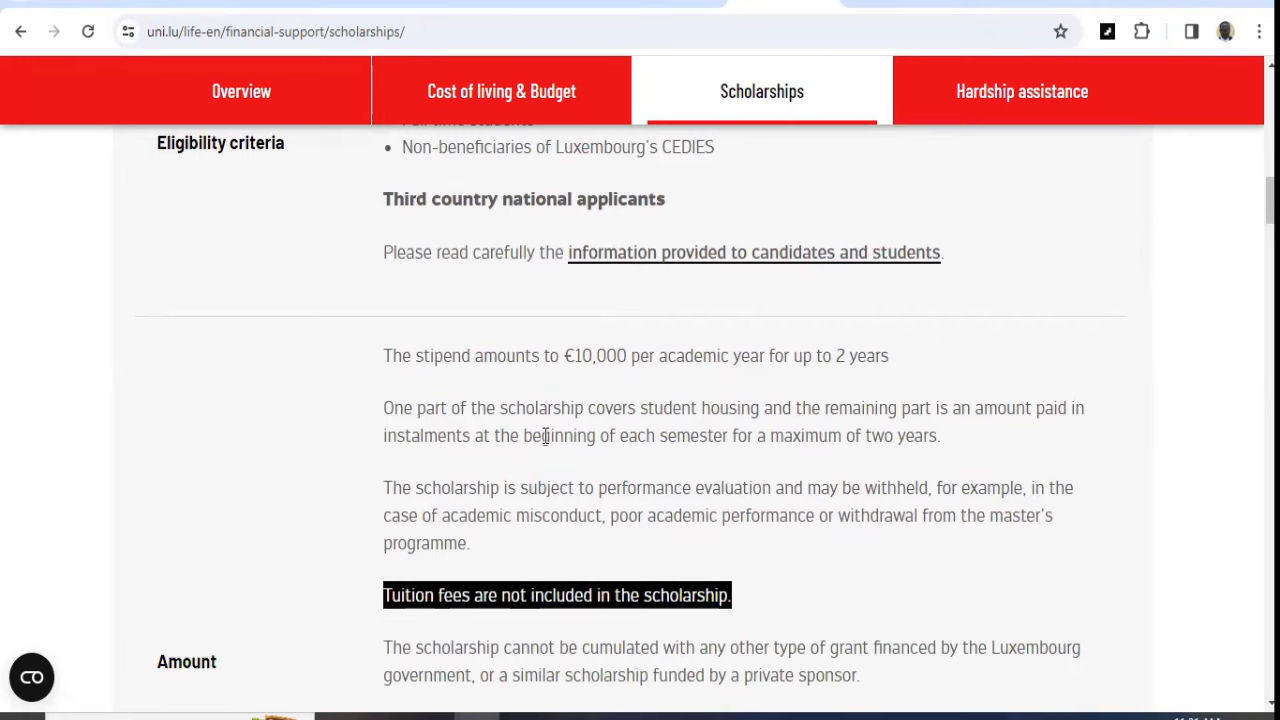 uni.lu/life-en/financial-support/scholarships/
Overview
Cost of living & Budget
Scholarships
Hardship assistance
Eligibility criteria
Non-beneficiaries of Luxembourg's CEDIES
Third country national applicants
Please read carefully the information provided to candidates and students.
The stipend amounts to €10,000 per academic year for up to 2 years
One part of the scholarship covers student housing and the remaining part is an amount paid in
instalments at the beginning of each semester for a maximum of two years.
The scholarship is subject to performance evaluation and may be withheld, for example, in the
case of academic misconduct, poor academic performance or withdrawal from the master's
programme.
Tuition fees are not included in the scholarship.
Amount
The scholarship cannot be cumulated with any other type of grant financed by the Luxembourg
government, or a similar scholarship funded by a private sponsor.